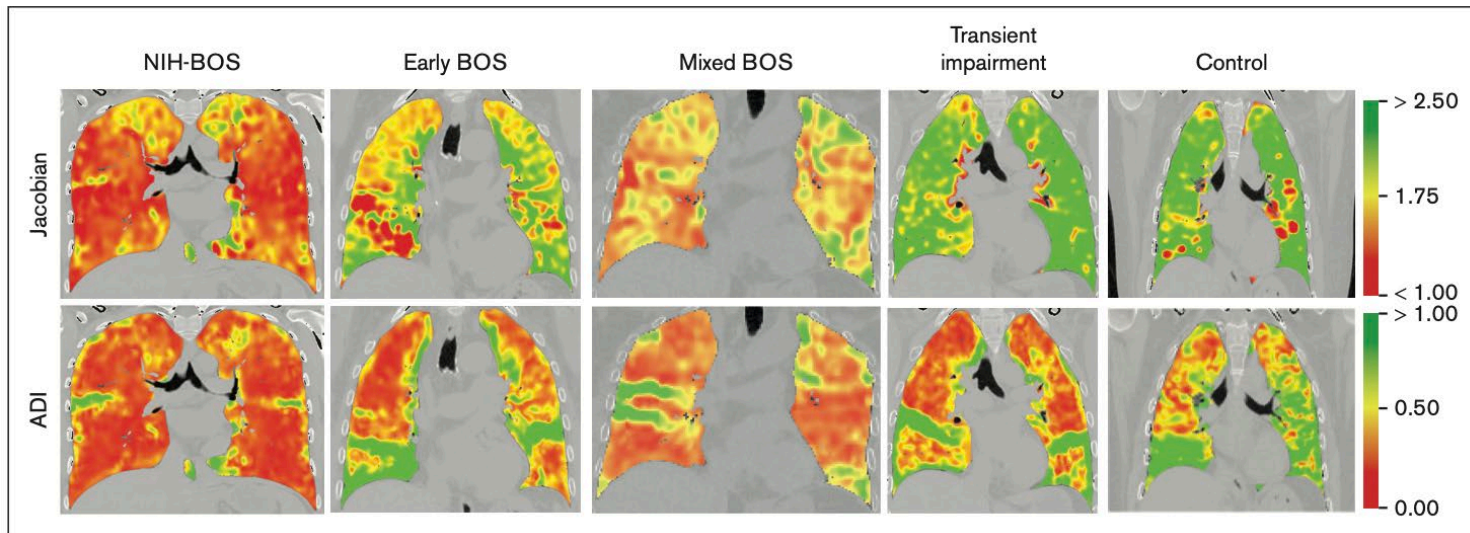 NIH-BOS
Early BOS
Mixed BOS
Transient
impairment
Control
Jacobian
> 2.50
1.75
< 1.00
ADI
> 1.00
0.50
0.00